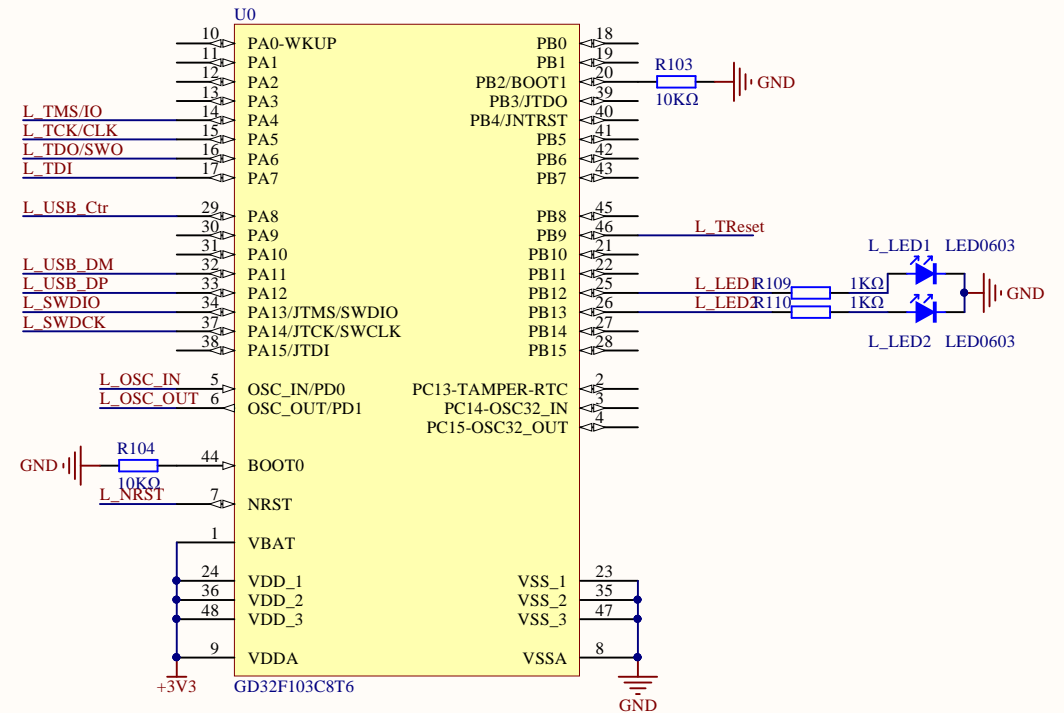 U0
10 PA0-WKUP PB0 18
11 PA1 PB1 19
12 PA2 PB2/BOOT1 20 R103 10KΩ GND
13 PA3 PB3/JTDO 39
L_TMS/IO 14 PA4 PB4/JNTRST 40
L_TCK/CLK 15 PA5 PB5 41
L_TDO/SWO 16 PA6 PB6 42
L_TDI 17 PA7 PB7 43
L_USB_Ctr 29 PA8 PB8 45
30 PA9 PB9 46 L_TReset
31 PA10 PB10 21
L_LED1 LED0603
L_USB_DM 32 PA11 PB11 22
L_USB_DP 33 PA12 PB12 25 L_LED1 R109 1KΩ GND
L_SWDIO 34 PA13/JTMS/SWDIO PB13 26 L_LED2 R110 1KΩ
L_SWDCK 37 PA14/JTCK/SWCLK PB14 27
L_LED2 LED0603
38 PA15/JTDI PB15 28
L_OSC_IN 5 OSC_IN/PD0 PC13-TAMPER-RTC 2
L_OSC_OUT 6 OSC_OUT/PD1 PC14-OSC32_IN 3
PC15-OSC32_OUT 4
R104
GND 44 BOOT0
10KΩ
L_NRST 7 NRST
1 VBAT
24 VDD_1 VSS_1 23
36 VDD_2 VSS_2 35
48 VDD_3 VSS_3 47
9 VDDA VSSA 8
+3V3 GD32F103C8T6
GND